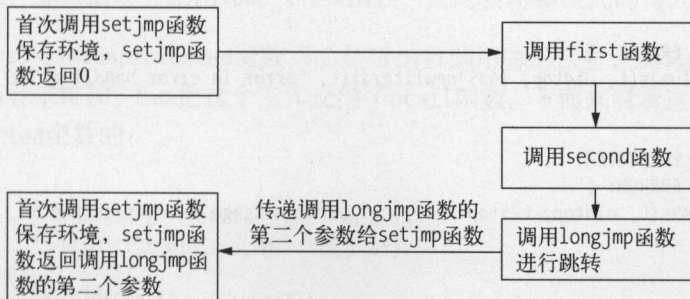 首次调用setjmp函数
保存环境，setjmp函
数返回0
调用first函数
调用second函数
调用longjmp函数
进行跳转
传递调用longjmp函数的
第二个参数给setjmp函数
首次调用setjmp函数
保存环境，setjmp函
数返回调用longjmp函
数的第二个参数